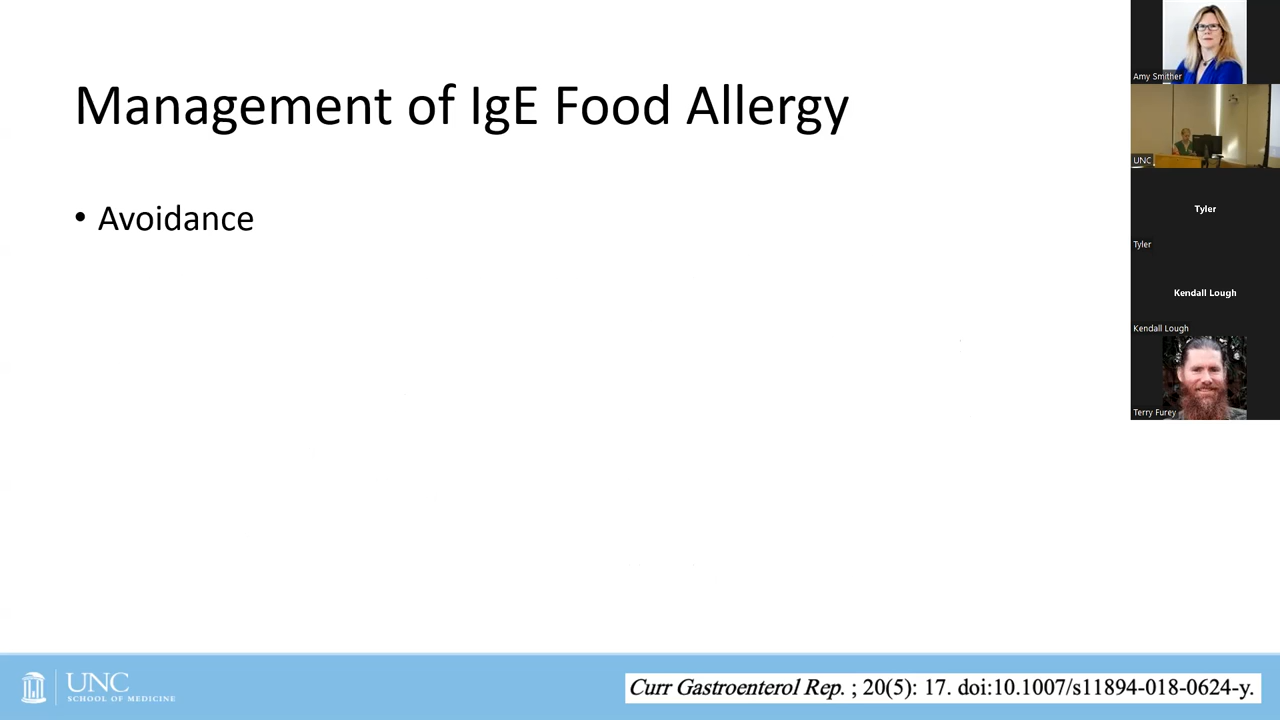 Management of IgE Food Allergy
• Avoidance
Amy Smither
UNC
Tyler
Tyler
Kendall Lough
Kendall Lough
Terry Furey
UNC
SCHOOL OF MEDICINE
Curr Gastroenterol Rep. ; 20(5): 17. doi:10.1007/s11894-018-0624-y.